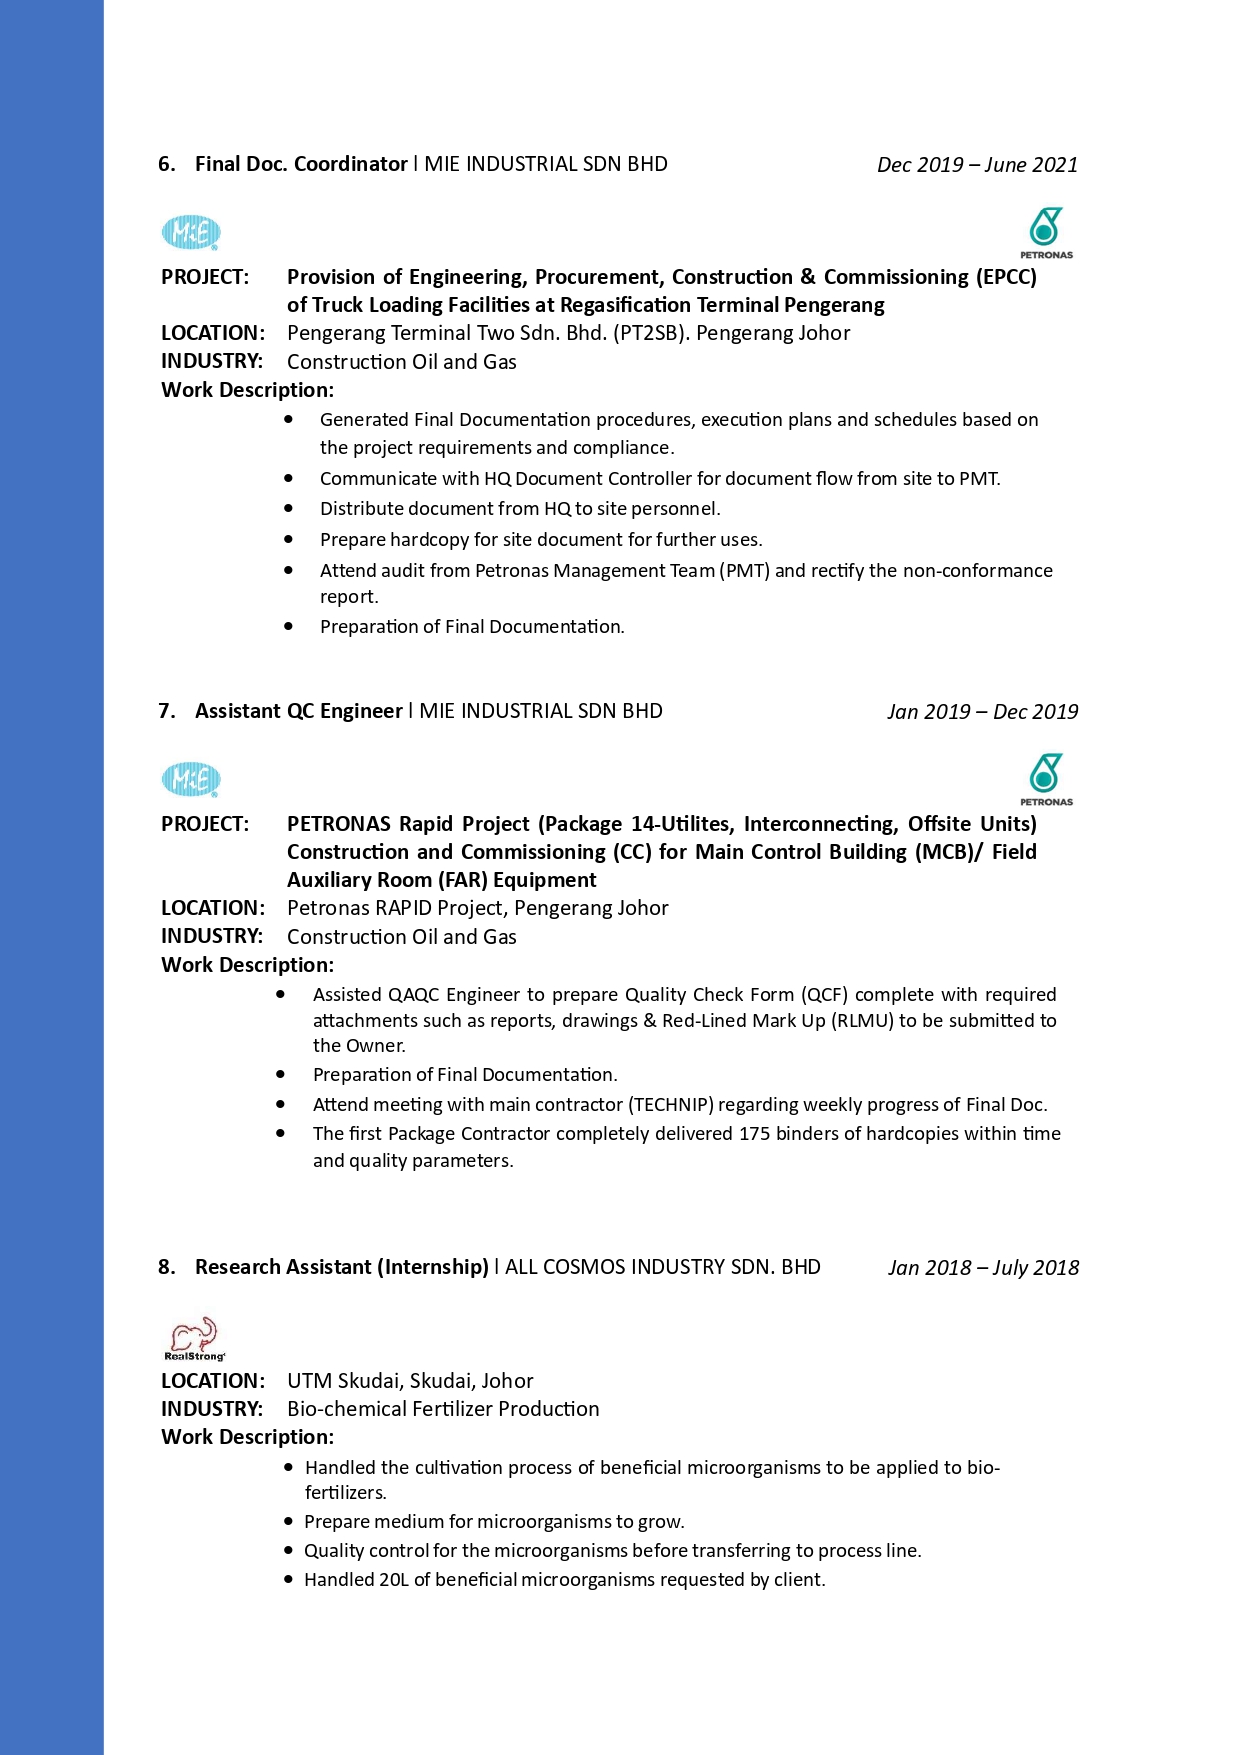 6. Final Doc. Coordinator | MIE INDUSTRIAL SDN BHD Dec 2019 – June 2021
MiE
PETRONAS
PROJECT: Provision of Engineering, Procurement, Construction & Commissioning (EPCC)
of Truck Loading Facilities at Regasification Terminal Pengerang
LOCATION: Pengerang Terminal Two Sdn. Bhd. (PT2SB). Pengerang Johor
INDUSTRY: Construction Oil and Gas
Work Description:
• Generated Final Documentation procedures, execution plans and schedules based on
the project requirements and compliance.
• Communicate with HQ Document Controller for document flow from site to PMT.
• Distribute document from HQ to site personnel.
• Prepare hardcopy for site document for further uses.
• Attend audit from Petronas Management Team (PMT) and rectify the non-conformance
report.
• Preparation of Final Documentation.
7. Assistant QC Engineer | MIE INDUSTRIAL SDN BHD Jan 2019 – Dec 2019
MiE
PETRONAS
PROJECT: PETRONAS Rapid Project (Package 14-Utilites, Interconnecting, Offsite Units)
Construction and Commissioning (CC) for Main Control Building (MCB)/ Field
Auxiliary Room (FAR) Equipment
LOCATION: Petronas RAPID Project, Pengerang Johor
INDUSTRY: Construction Oil and Gas
Work Description:
• Assisted QAQC Engineer to prepare Quality Check Form (QCF) complete with required
attachments such as reports, drawings & Red-Lined Mark Up (RLMU) to be submitted to
the Owner.
• Preparation of Final Documentation.
• Attend meeting with main contractor (TECHNIP) regarding weekly progress of Final Doc.
• The first Package Contractor completely delivered 175 binders of hardcopies within time
and quality parameters.
8. Research Assistant (Internship) | ALL COSMOS INDUSTRY SDN. BHD Jan 2018 – July 2018
RealStrong
LOCATION: UTM Skudai, Skudai, Johor
INDUSTRY: Bio-chemical Fertilizer Production
Work Description:
• Handled the cultivation process of beneficial microorganisms to be applied to bio-
fertilizers.
• Prepare medium for microorganisms to grow.
• Quality control for the microorganisms before transferring to process line.
• Handled 20L of beneficial microorganisms requested by client.